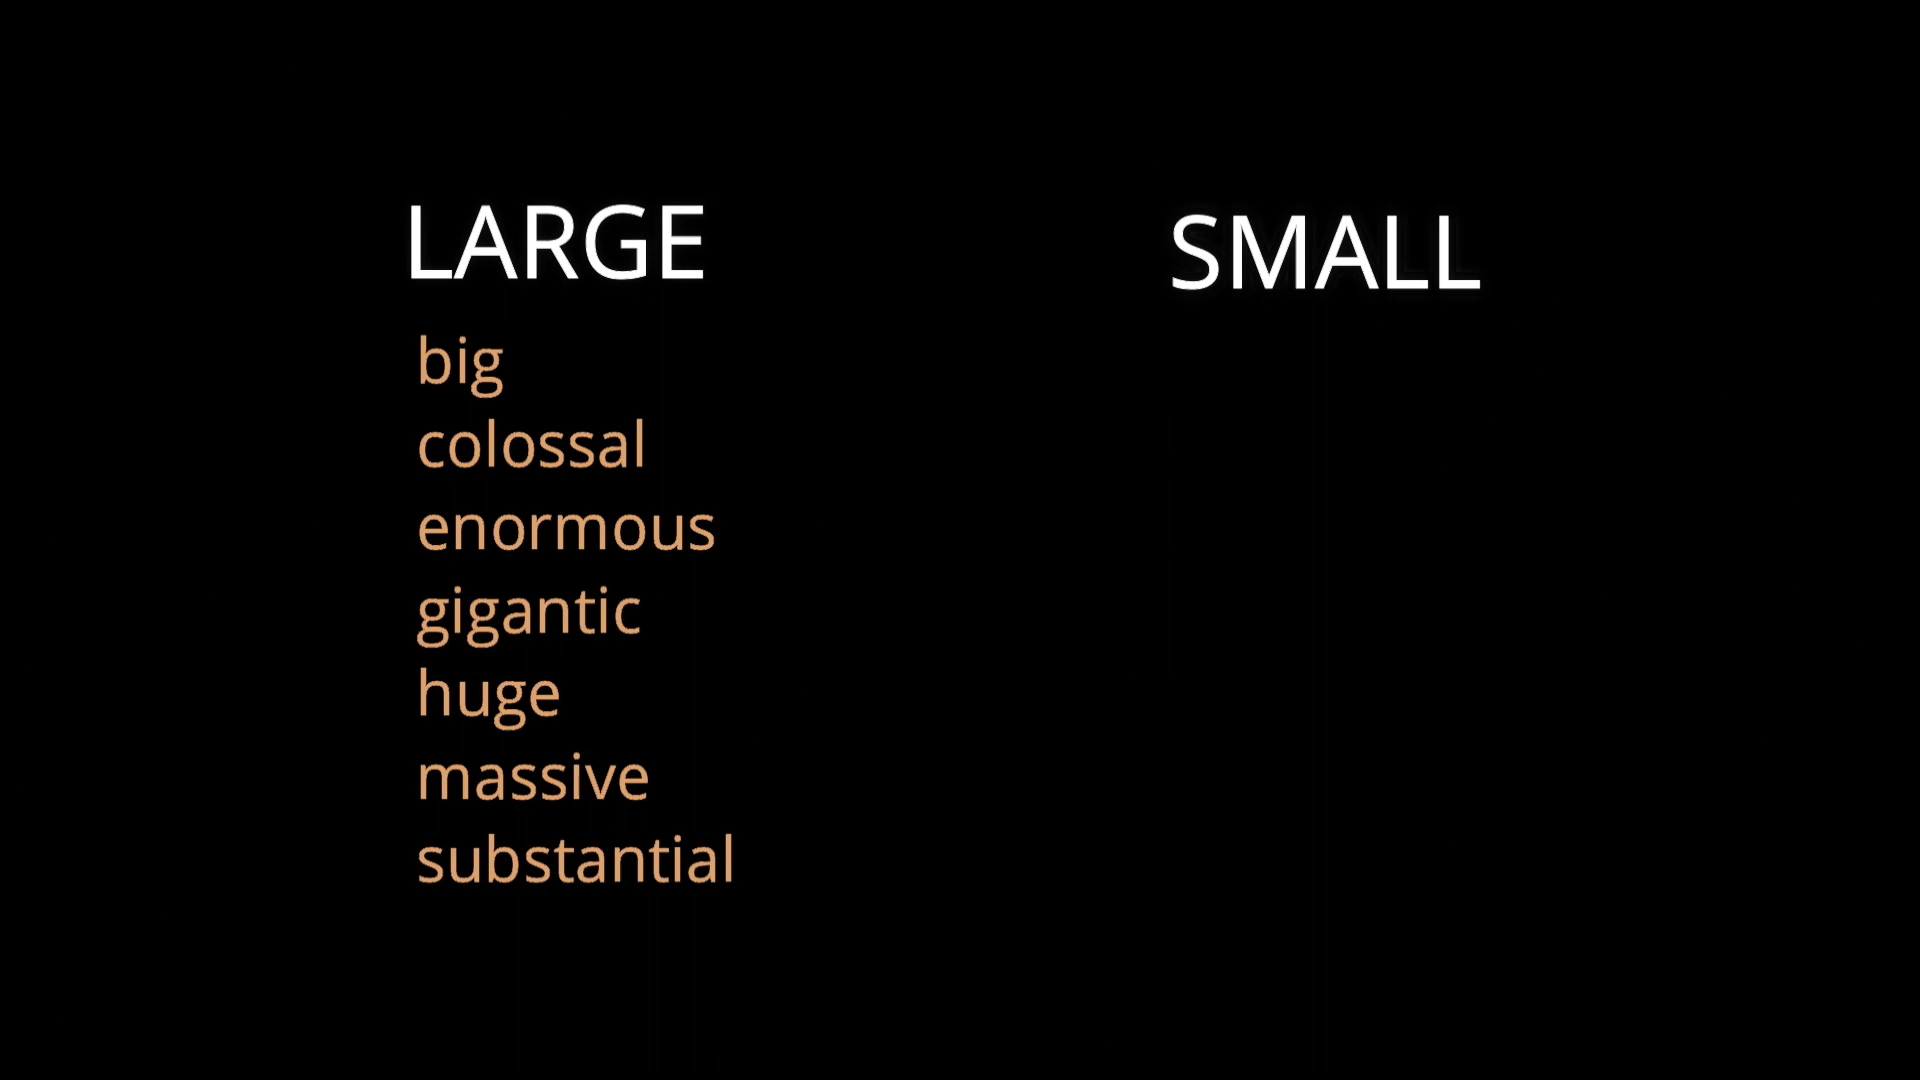 LARGE
big
colossal
enormous
gigantic
huge
massive
substantial
SMALL